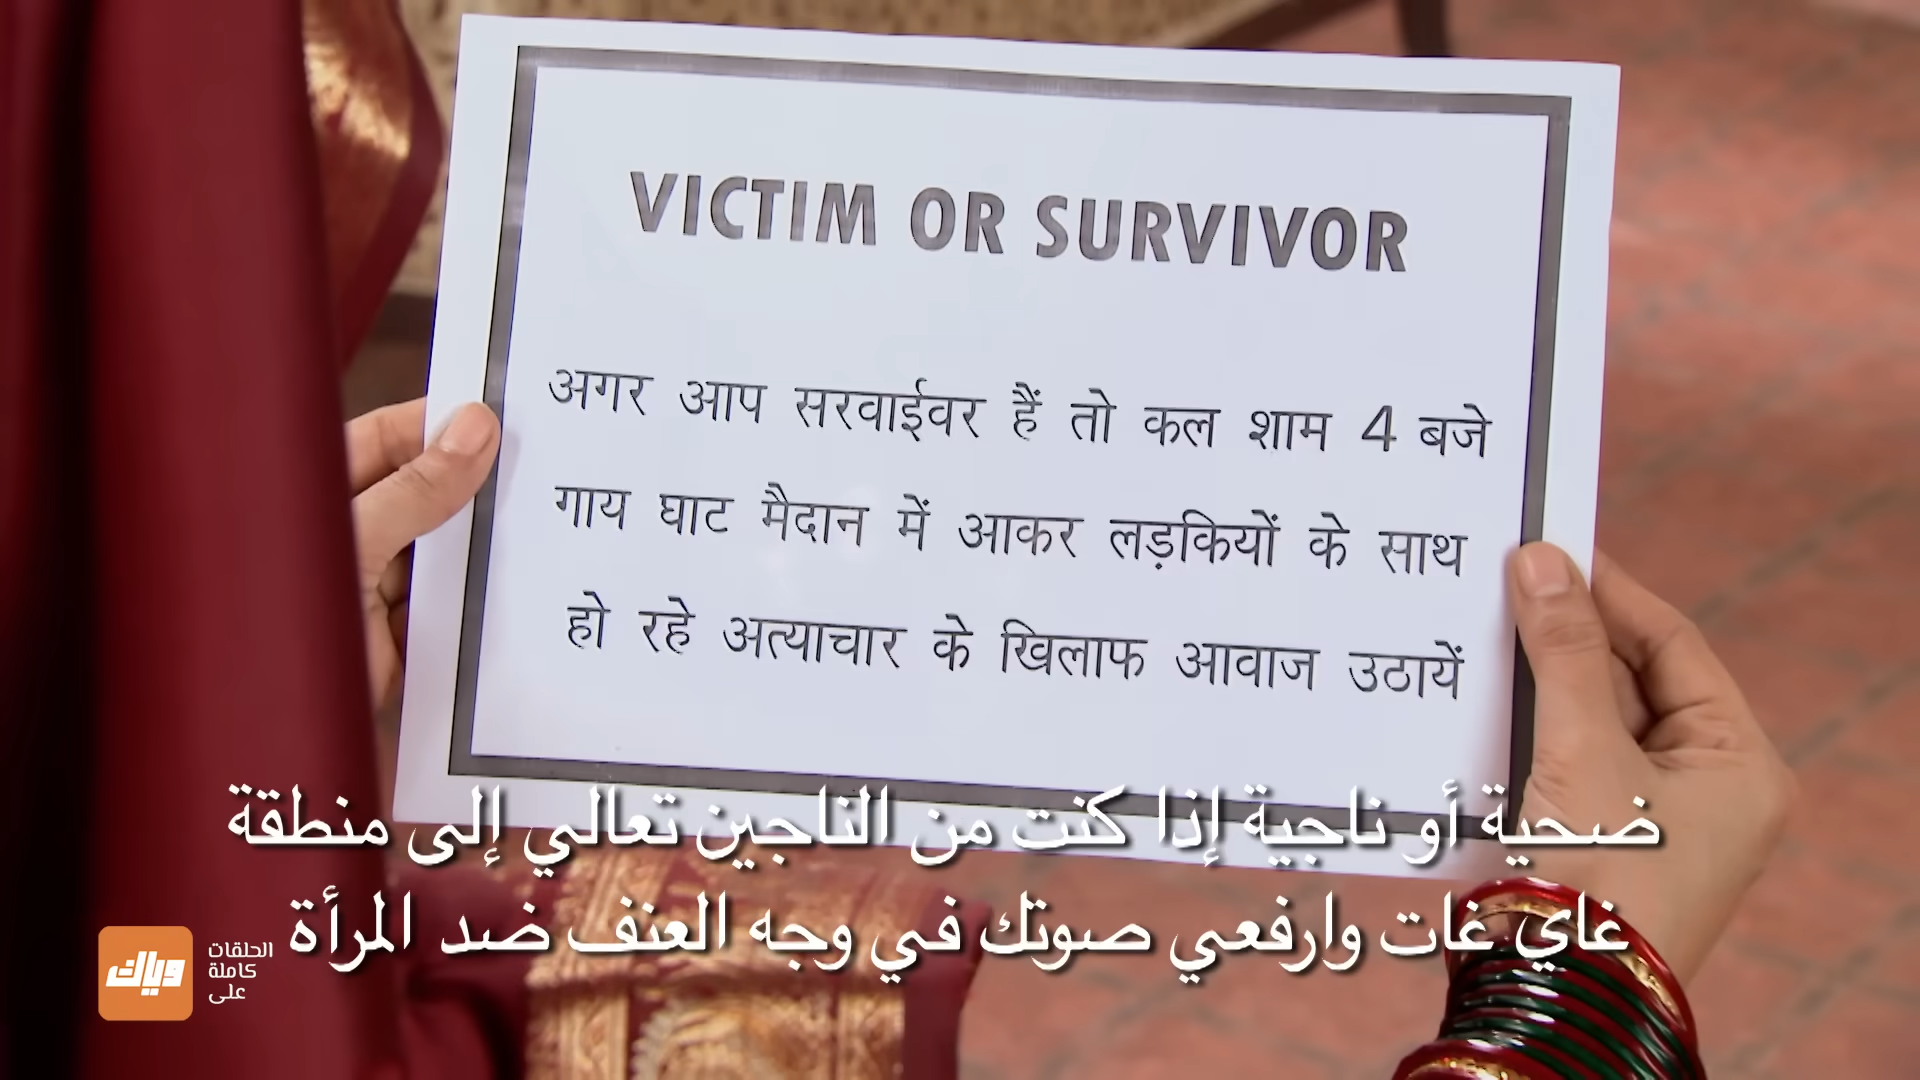 VICTIM OR SURVIVOR
अगर आप सरवाईवर हैं तो कल शाम 4 बजे
गाय घाट मैदान में आकर लड़कियों के साथ
हो रहे अत्याचार के खिलाफ आवाज उठायें
ضحية أو ناجية إذا كنت من الناجين تعالي إلى منطقة
غاي غات وارفعي صوتك في وجه العنف ضد المرأة
الحلقات
كاملة
على
وياك